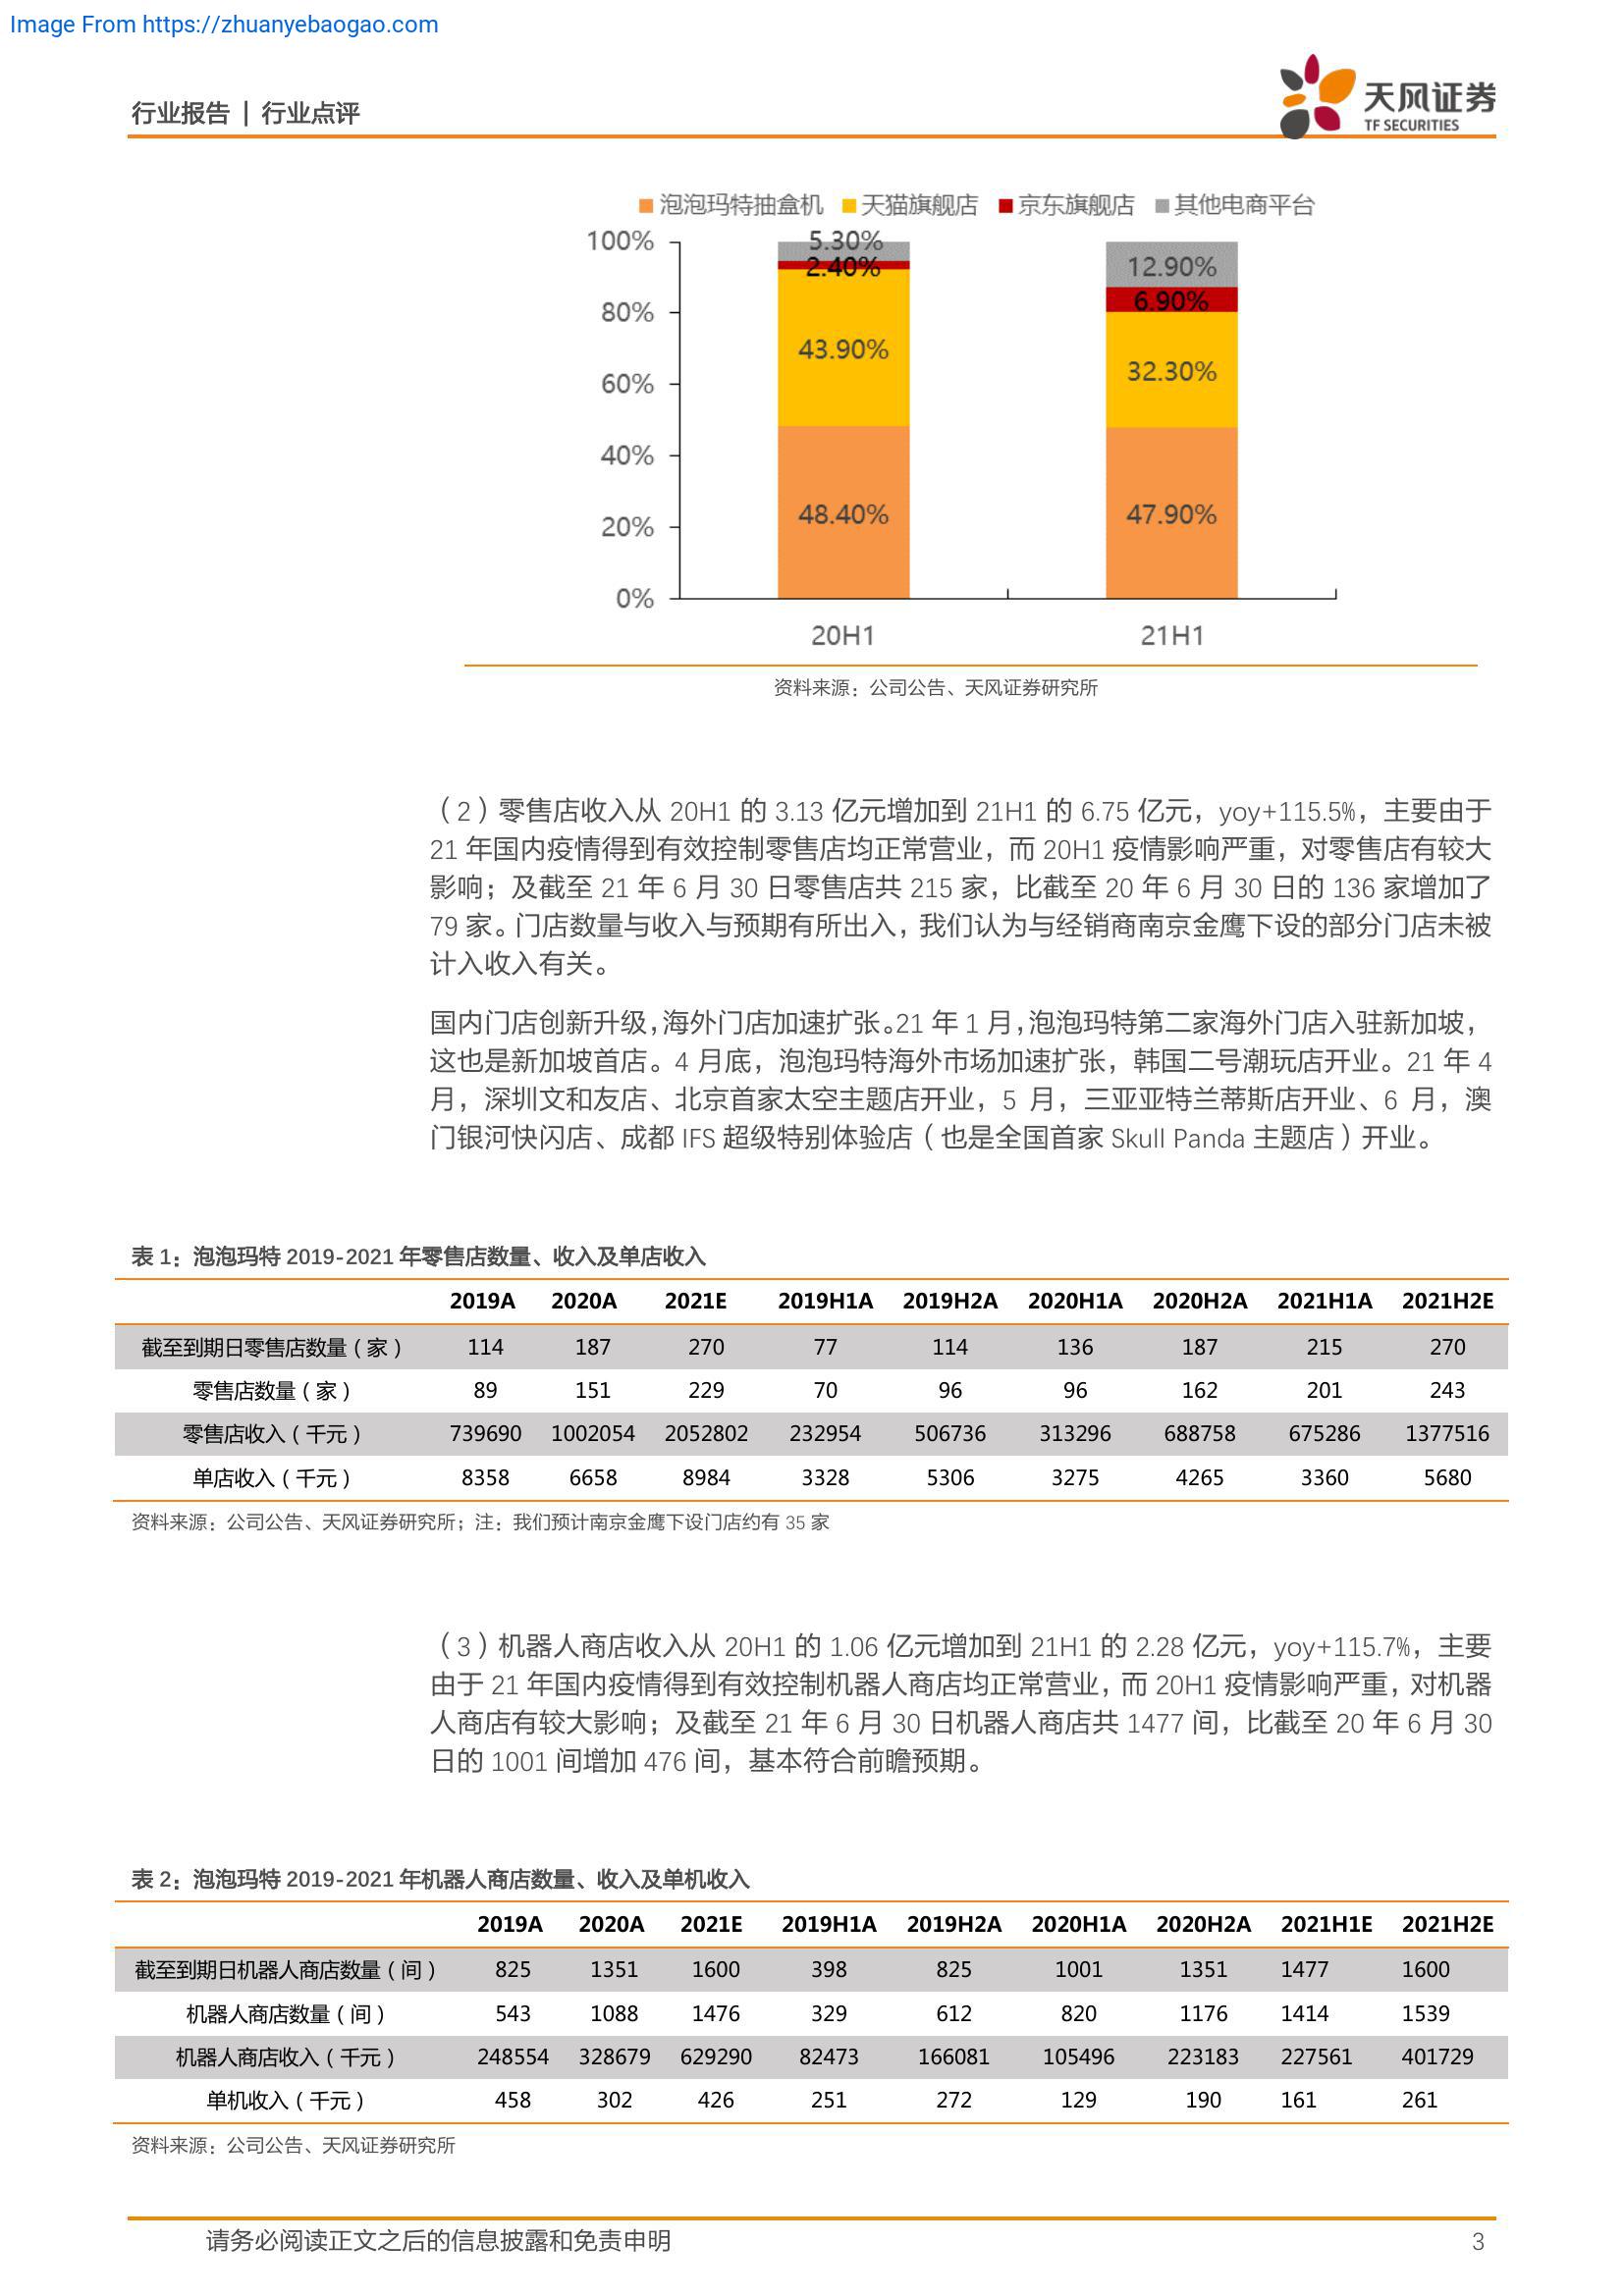 Image From https://zhuanyebaogao.com
行业报告 | 行业点评
天风证券
TF SECURITIES
泡泡玛特抽盒机 天猫旗舰店 京东旗舰店 其他电商平台
100%
80%
60%
40%
20%
0%
5.30%
2.40%
43.90%
48.40%
12.90%
6.90%
32.30%
47.90%
20H1 21H1
资料来源：公司公告、天风证券研究所
（2）零售店收入从 20H1 的 3.13 亿元增加到 21H1 的 6.75 亿元，yoy+115.5%，主要由于
21 年国内疫情得到有效控制零售店均正常营业，而 20H1 疫情影响严重，对零售店有较大
影响；及截至 21 年 6 月 30 日零售店共 215 家，比截至 20 年 6 月 30 日的 136 家增加了
79 家。门店数量与收入与预期有所出入，我们认为与经销商南京金鹰下设的部分门店未被
计入收入有关。
国内门店创新升级，海外门店加速扩张。21 年 1 月，泡泡玛特第二家海外门店入驻新加坡，
这也是新加坡首店。4 月底，泡泡玛特海外市场加速扩张，韩国二号潮玩店开业。21 年 4
月，深圳文和友店、北京首家太空主题店开业，5 月，三亚亚特兰蒂斯店开业、6 月，澳
门银河快闪店、成都 IFS 超级特别体验店（也是全国首家 Skull Panda 主题店）开业。
表 1：泡泡玛特 2019-2021 年零售店数量、收入及单店收入
2019A 2020A 2021E 2019H1A 2019H2A 2020H1A 2020H2A 2021H1A 2021H2E
截至到期日零售店数量（家） 114 187 270 77 114 136 187 215 270
零售店数量（家） 89 151 229 70 96 96 162 201 243
零售店收入（千元） 739690 1002054 2052802 232954 506736 313296 688758 675286 1377516
单店收入（千元） 8358 6658 8984 3328 5306 3275 4265 3360 5680
资料来源：公司公告、天风证券研究所；注：我们预计南京金鹰下设门店约有 35 家
（3）机器人商店收入从 20H1 的 1.06 亿元增加到 21H1 的 2.28 亿元，yoy+115.7%，主要
由于 21 年国内疫情得到有效控制机器人商店均正常营业，而 20H1 疫情影响严重，对机器
人商店有较大影响；及截至 21 年 6 月 30 日机器人商店共 1477 间，比截至 20 年 6 月 30
日的 1001 间增加 476 间，基本符合前瞻预期。
表 2：泡泡玛特 2019-2021 年机器人商店数量、收入及单机收入
2019A 2020A 2021E 2019H1A 2019H2A 2020H1A 2020H2A 2021H1E 2021H2E
截至到期日机器人商店数量（间） 825 1351 1600 398 825 1001 1351 1477 1600
机器人商店数量（间） 543 1088 1476 329 612 820 1176 1414 1539
机器人商店收入（千元） 248554 328679 629290 82473 166081 105496 223183 227561 401729
单机收入（千元） 458 302 426 251 272 129 190 161 261
资料来源：公司公告、天风证券研究所
请务必阅读正文之后的信息披露和免责申明 3